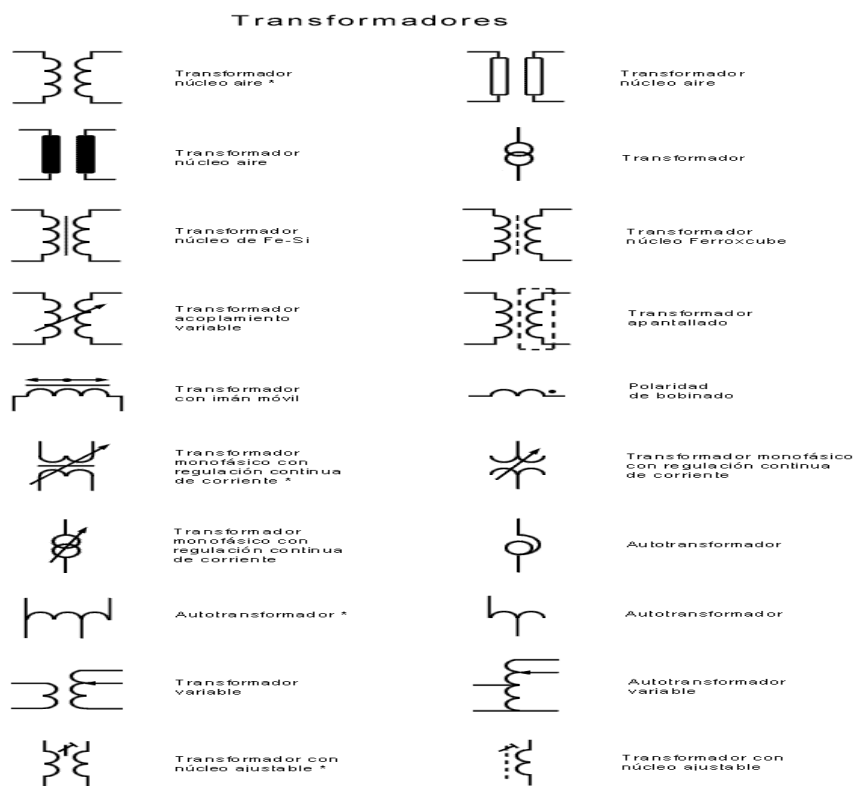 Transformadores
Transformador
núcleo aire *
Transformador
núcleo aire
Transformador
núcleo aire
Transformador
Transformador
núcleo de Fe-Si
Transformador
núcleo Ferroxcube
Transformador
acoplamiento
variable
Transformador
apantallado
Transformador
con imán móvil
Polaridad
de bobinado
Transformador
monofásico con
regulación continua
de corriente *
Transformador monofásico
con regulación continua
de corriente
Transformador
monofásico con
regulación continua
de corriente
Autotransformador
Autotransformador *
Autotransformador
Transformador
variable
Autotransformador
variable
Transformador con
núcleo ajustable *
Transformador con
núcleo ajustable